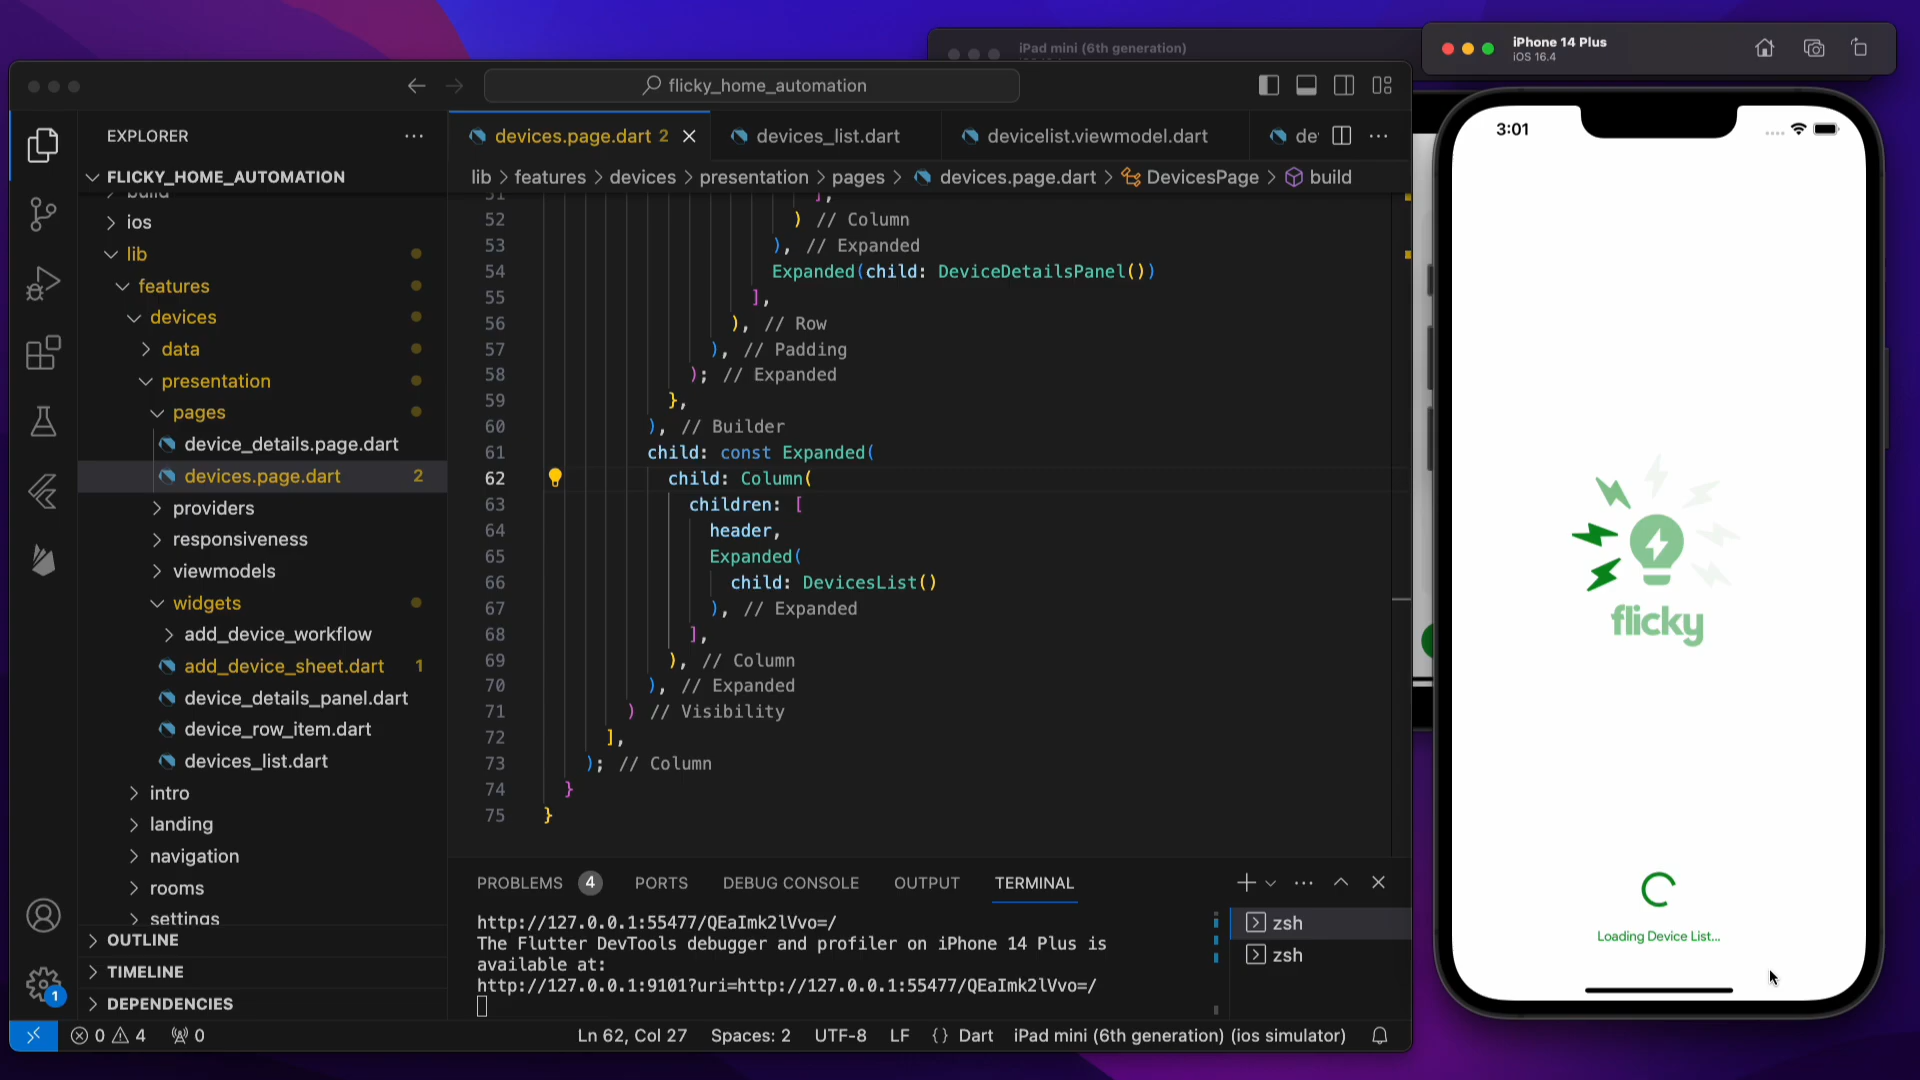 iPad mini (6th generation)
iPhone 14 Plus
iOS 16.4
flicky_home_automation
EXPLORER
devices.page.dart 2
devices_list.dart
devicelist.viewmodel.dart
de
3:01
FLICKY_HOME_AUTOMATION
lib > features > devices > presentation > pages > devices.page.dart > DevicesPage > build
build
ios
lib
features
devices
data
presentation
pages
device_details.page.dart
devices.page.dart 2
providers
responsiveness
viewmodels
widgets
add_device_workflow
add_device_sheet.dart 1
device_details_panel.dart
device_row_item.dart
devices_list.dart
intro
landing
navigation
rooms
settings
OUTLINE
TIMELINE
DEPENDENCIES
51 ],
52 ) // Column
53 ), // Expanded
54 Expanded(child: DeviceDetailsPanel())
55 ],
56 ), // Row
57 ), // Padding
58 ); // Expanded
59 },
60 ), // Builder
61 child: const Expanded(
62 child: Column(
63 children: [
64 header,
65 Expanded(
66 child: DevicesList()
67 ), // Expanded
68 ],
69 ), // Column
70 ), // Expanded
71 ) // Visibility
72 ],
73 ); // Column
74 }
75 }
PROBLEMS 4 PORTS DEBUG CONSOLE OUTPUT TERMINAL
http://127.0.0.1:55477/QEaImk2lVvo=/
The Flutter DevTools debugger and profiler on iPhone 14 Plus is
available at:
http://127.0.0.1:9101?uri=http://127.0.0.1:55477/QEaImk2lVvo=/
zsh
zsh
1
0 4 0
Ln 62, Col 27 Spaces: 2 UTF-8 LF {} Dart iPad mini (6th generation) (ios simulator)
flicky
Loading Device List...